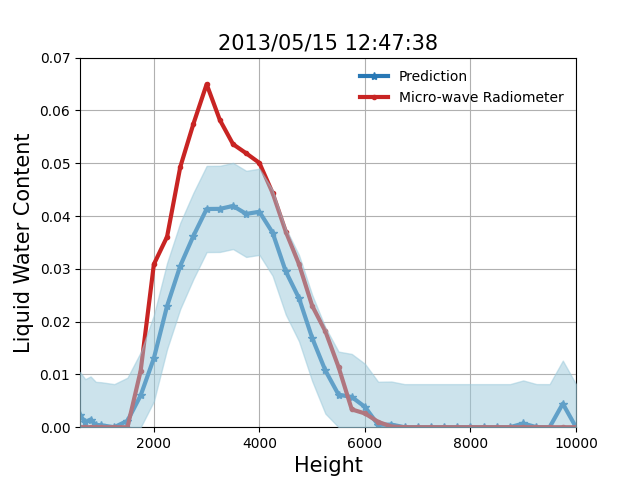 2013/05/15 12:47:38
Prediction
Micro-wave Radiometer
Liquid Water Content
0.07
0.06
0.05
0.04
0.03
0.02
0.01
0.00
2000 4000 6000 8000 10000
Height